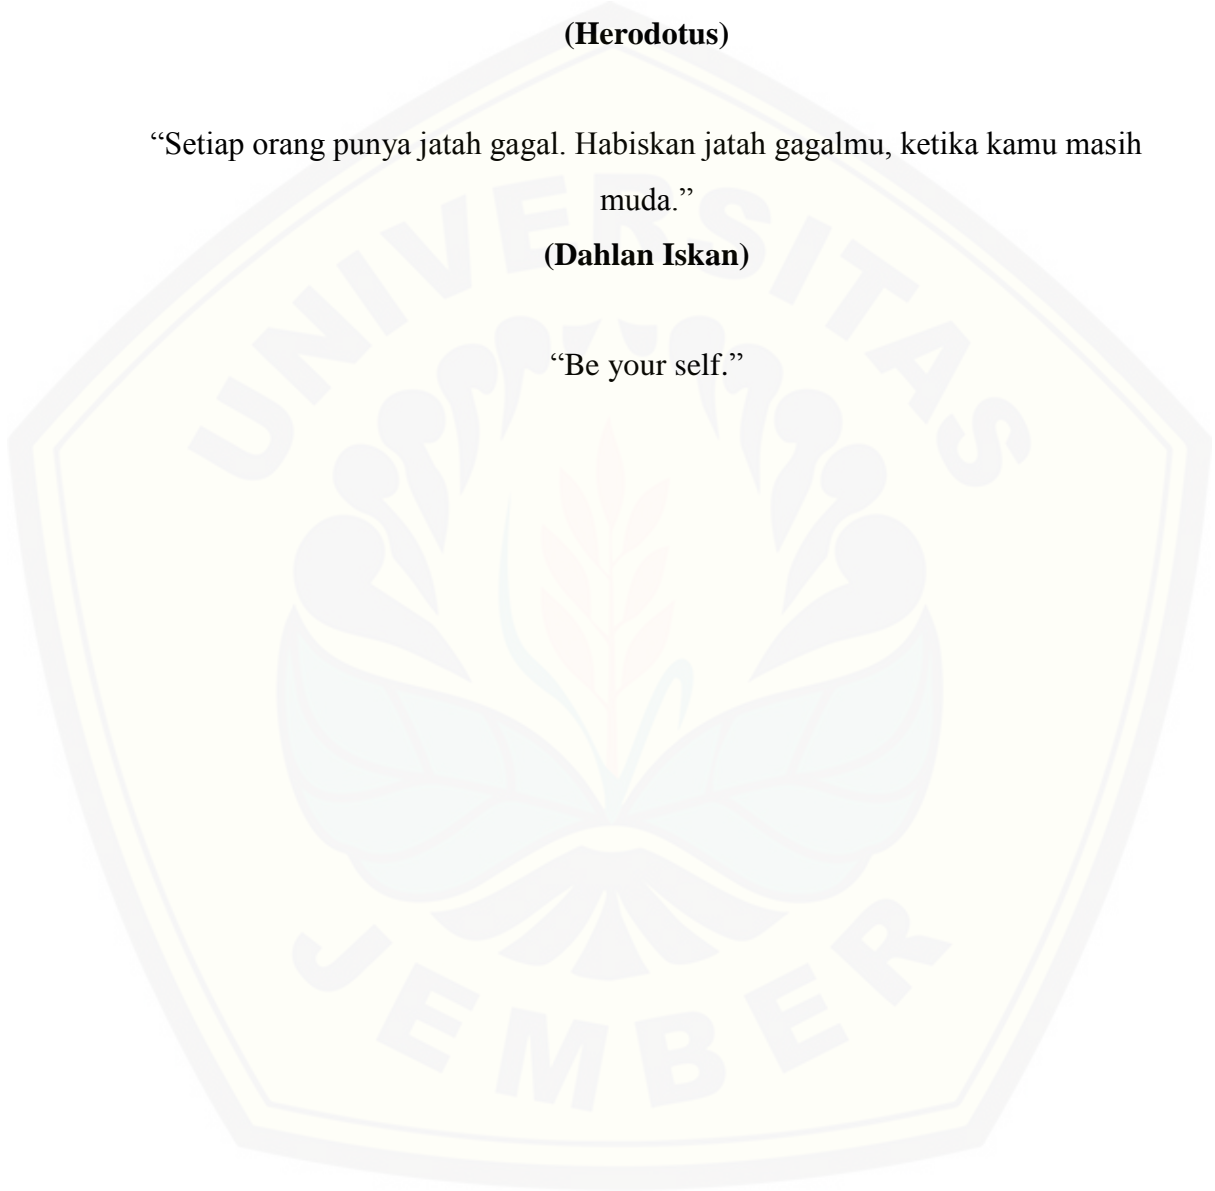 (Herodotus)
“Setiap orang punya jatah gagal. Habiskan jatah gagalmu, ketika kamu masih
muda.”
(Dahlan Iskan)
“Be your self.”
UNIVERSITAS
JEMBER